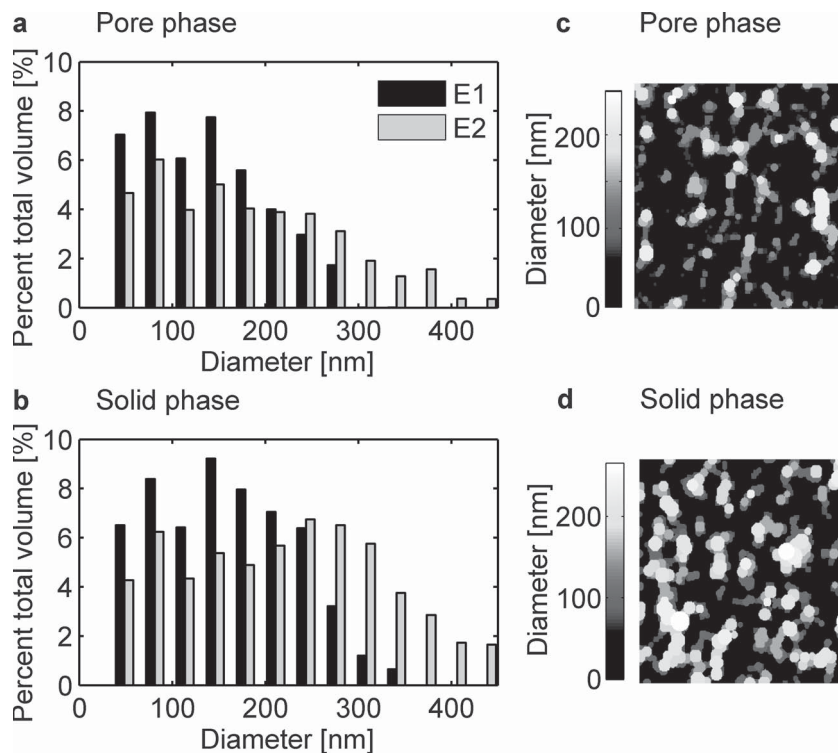 a Pore phase
Percent total volume [%]
10
8
6
4
2
0
E1
E2
0 100 200 300 400
Diameter [nm]
b Solid phase
Percent total volume [%]
10
8
6
4
2
0
0 100 200 300 400
Diameter [nm]
c Pore phase
Diameter [nm]
200
100
0
d Solid phase
Diameter [nm]
200
100
0